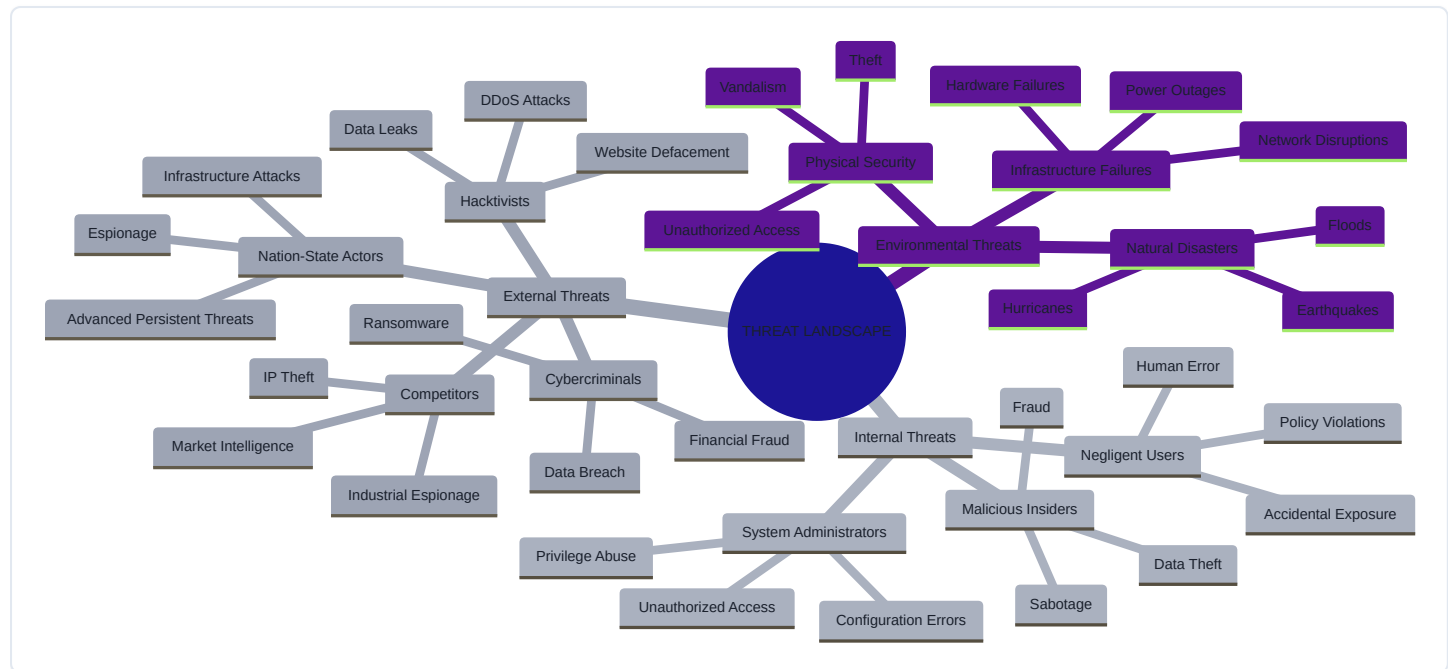 THREAT LANDSCAPE
External Threats
Nation-State Actors
Infrastructure Attacks
Espionage
Advanced Persistent Threats
Hacktivists
Data Leaks
DDoS Attacks
Website Defacement
Cybercriminals
Ransomware
Data Breach
Financial Fraud
Competitors
IP Theft
Market Intelligence
Industrial Espionage
Environmental Threats
Physical Security
Vandalism
Theft
Unauthorized Access
Infrastructure Failures
Hardware Failures
Power Outages
Network Disruptions
Natural Disasters
Floods
Earthquakes
Hurricanes
Internal Threats
Negligent Users
Human Error
Policy Violations
Accidental Exposure
Malicious Insiders
Fraud
Data Theft
Sabotage
System Administrators
Privilege Abuse
Unauthorized Access
Configuration Errors